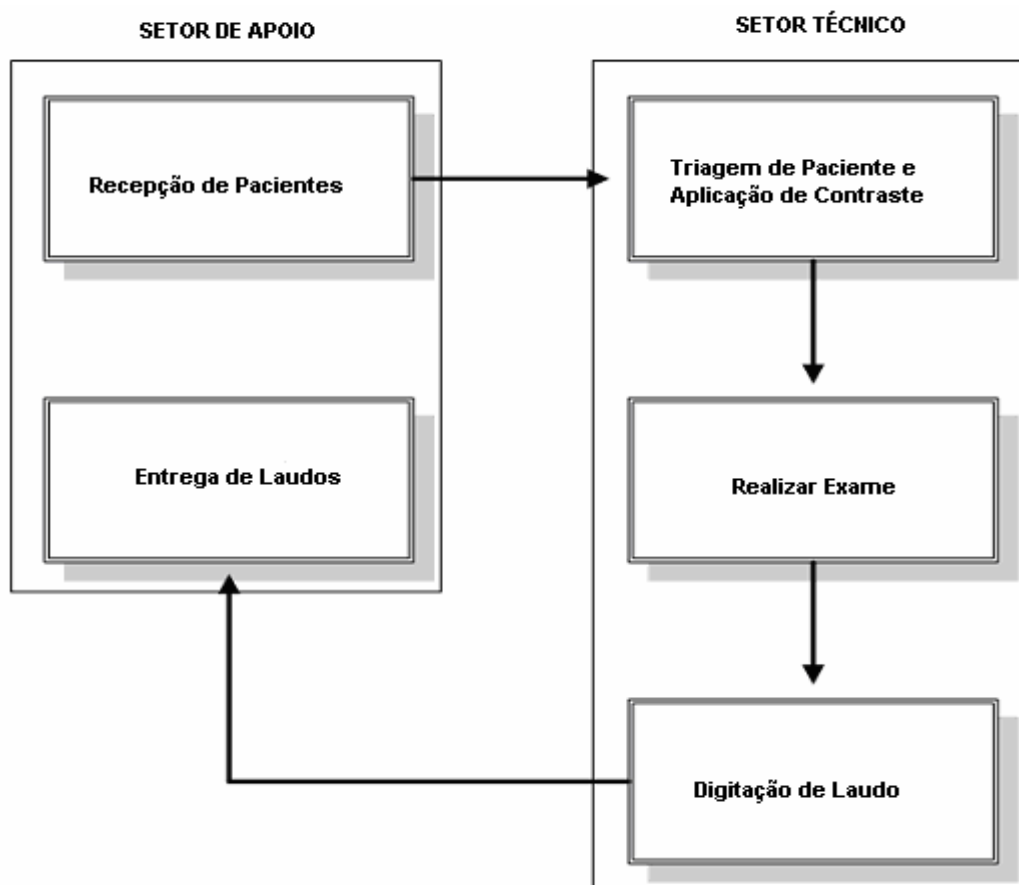 SETOR DE APOIO
SETOR TÉCNICO
Recepção de Pacientes
Triagem de Paciente e
Aplicação de Contraste
Entrega de Laudos
Realizar Exame
Digitação de Laudo